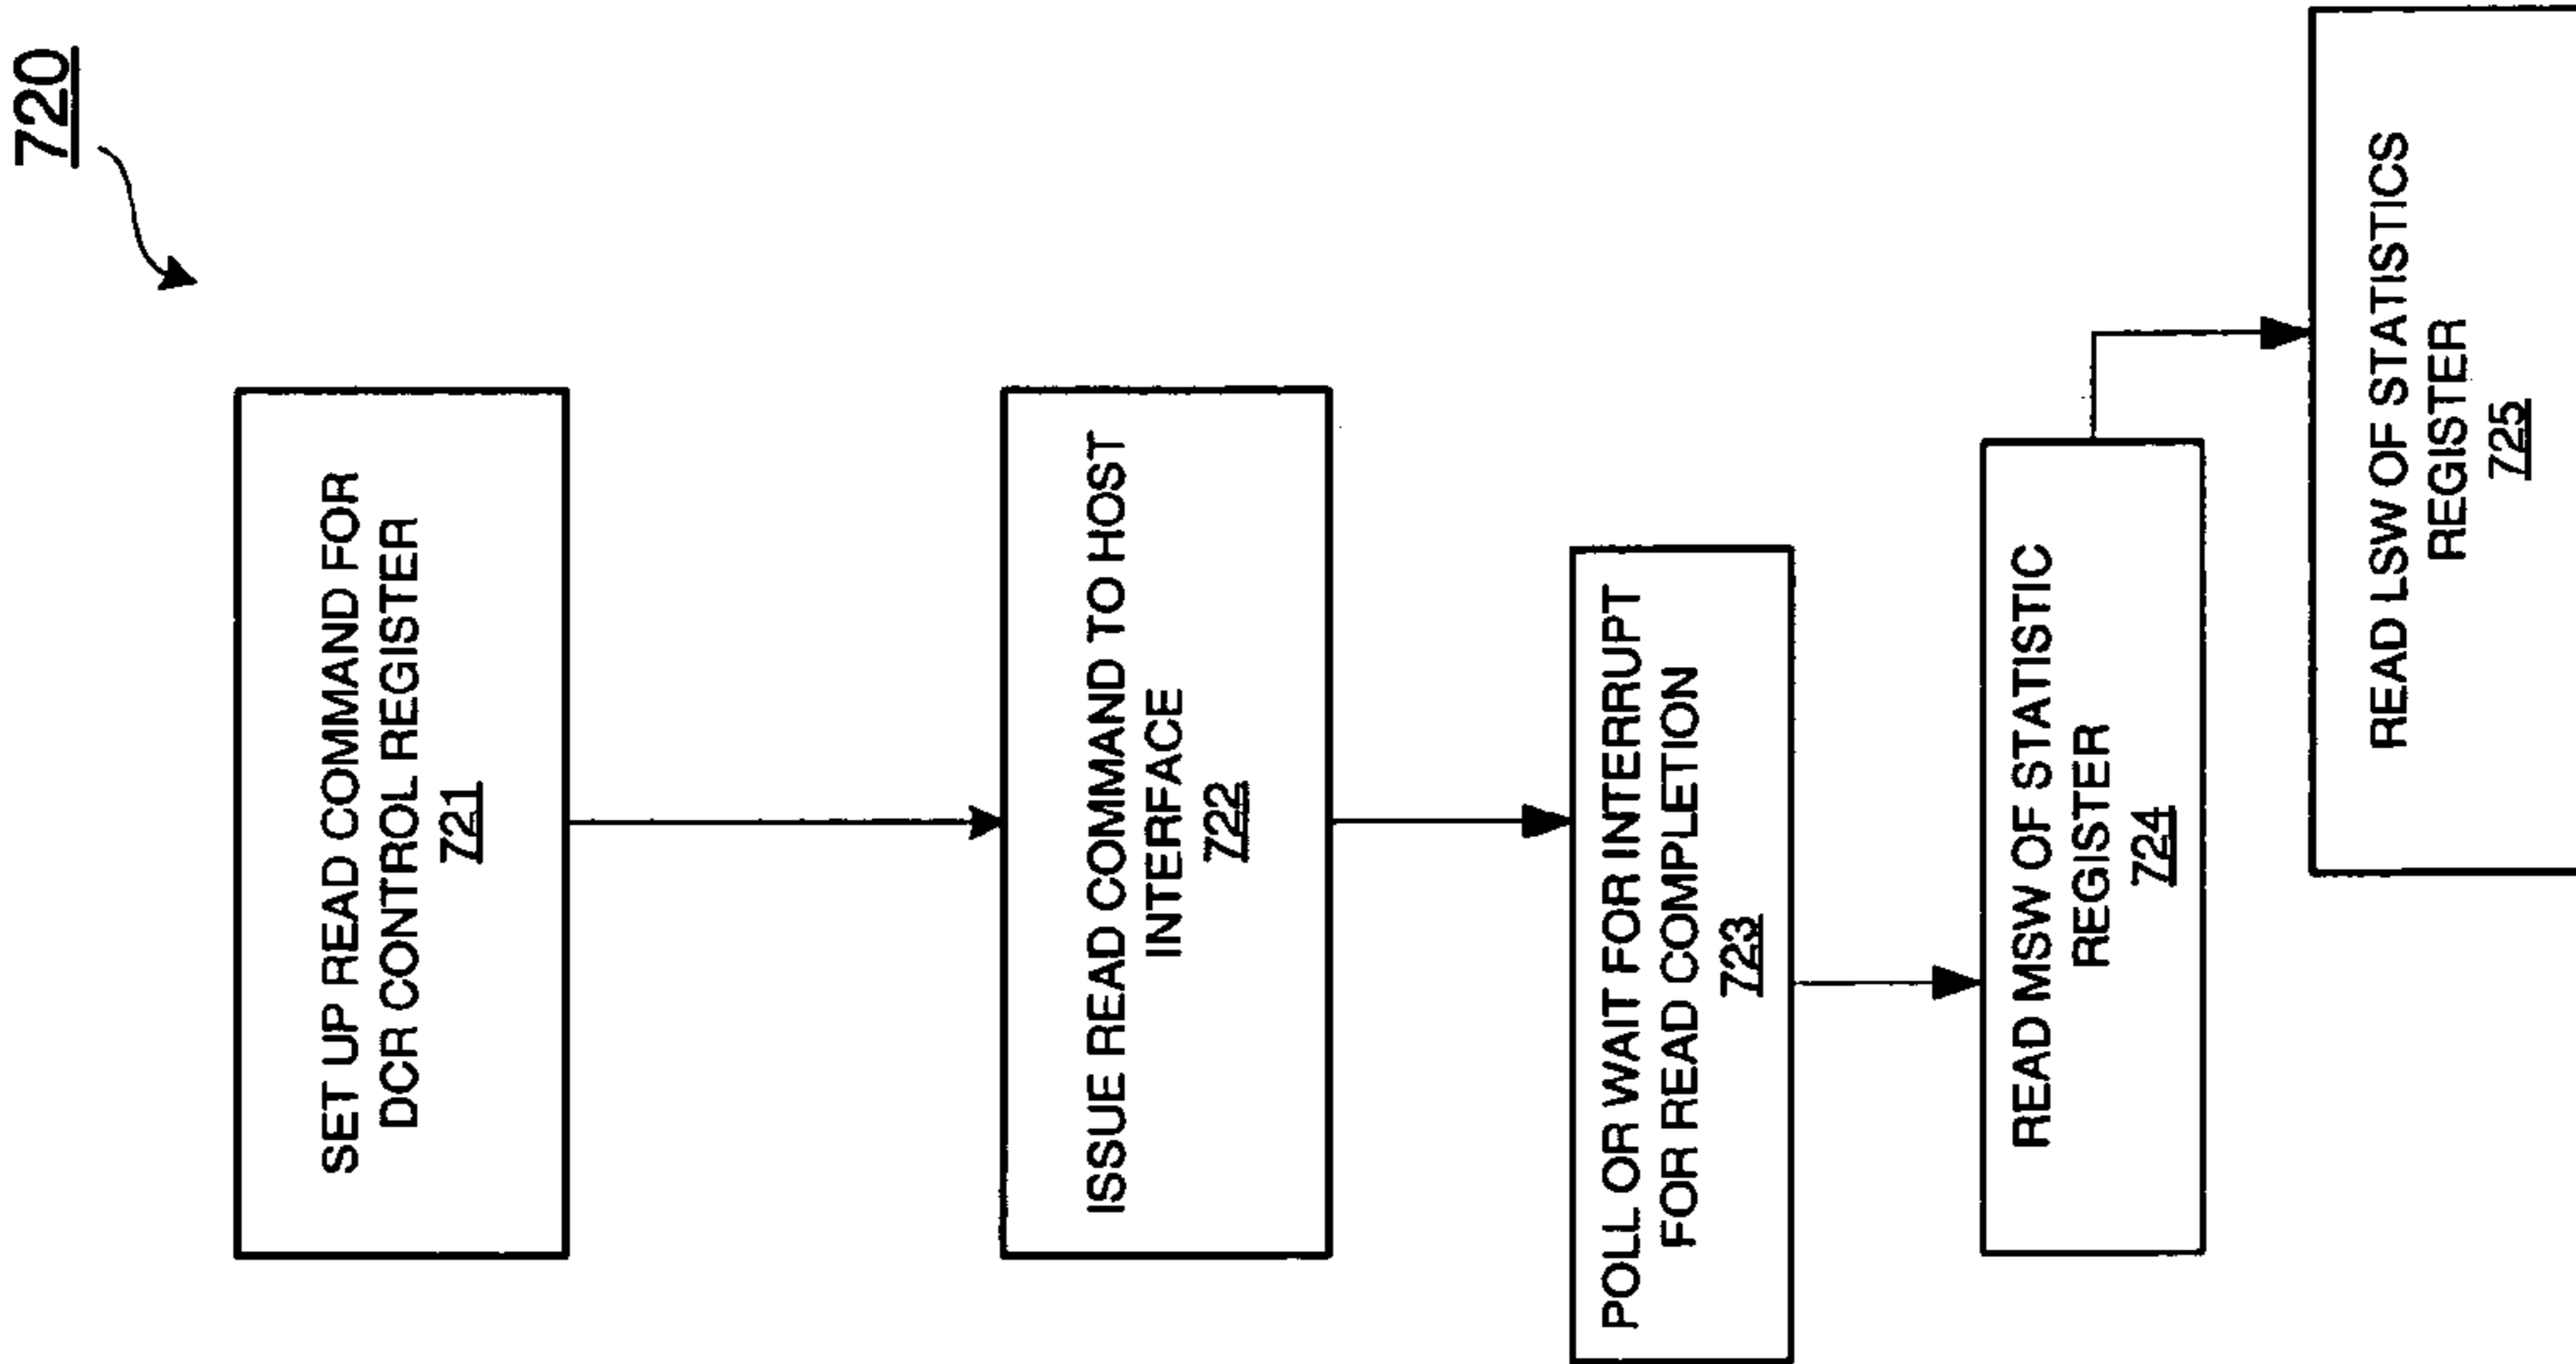 720
SET UP READ COMMAND FOR
DCR CONTROL REGISTER
721
ISSUE READ COMMAND TO HOST
INTERFACE
722
POLL OR WAIT FOR INTERRUPT
FOR READ COMPLETION
723
READ MSW OF STATISTIC
REGISTER
724
READ LSW OF STATISTICS
REGISTER
725